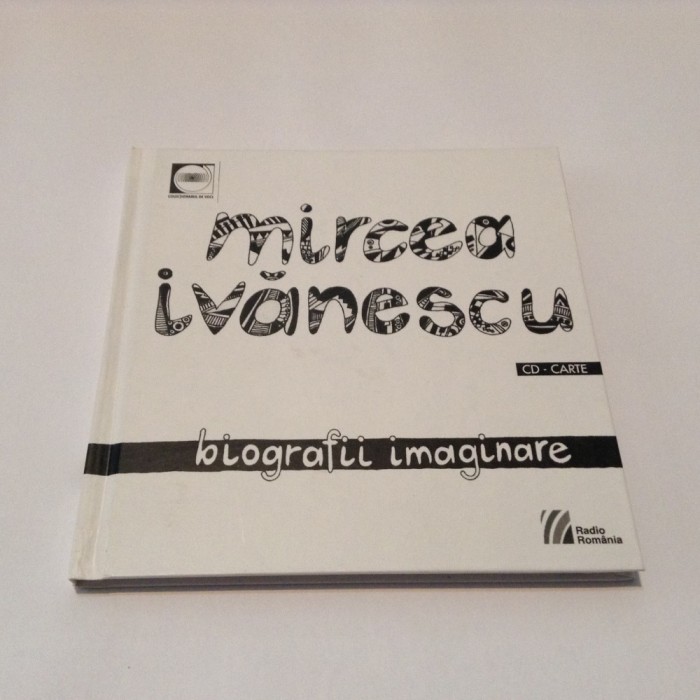 mircea
ivănescu
CD - CARTE
biografii imaginare
Radio
România